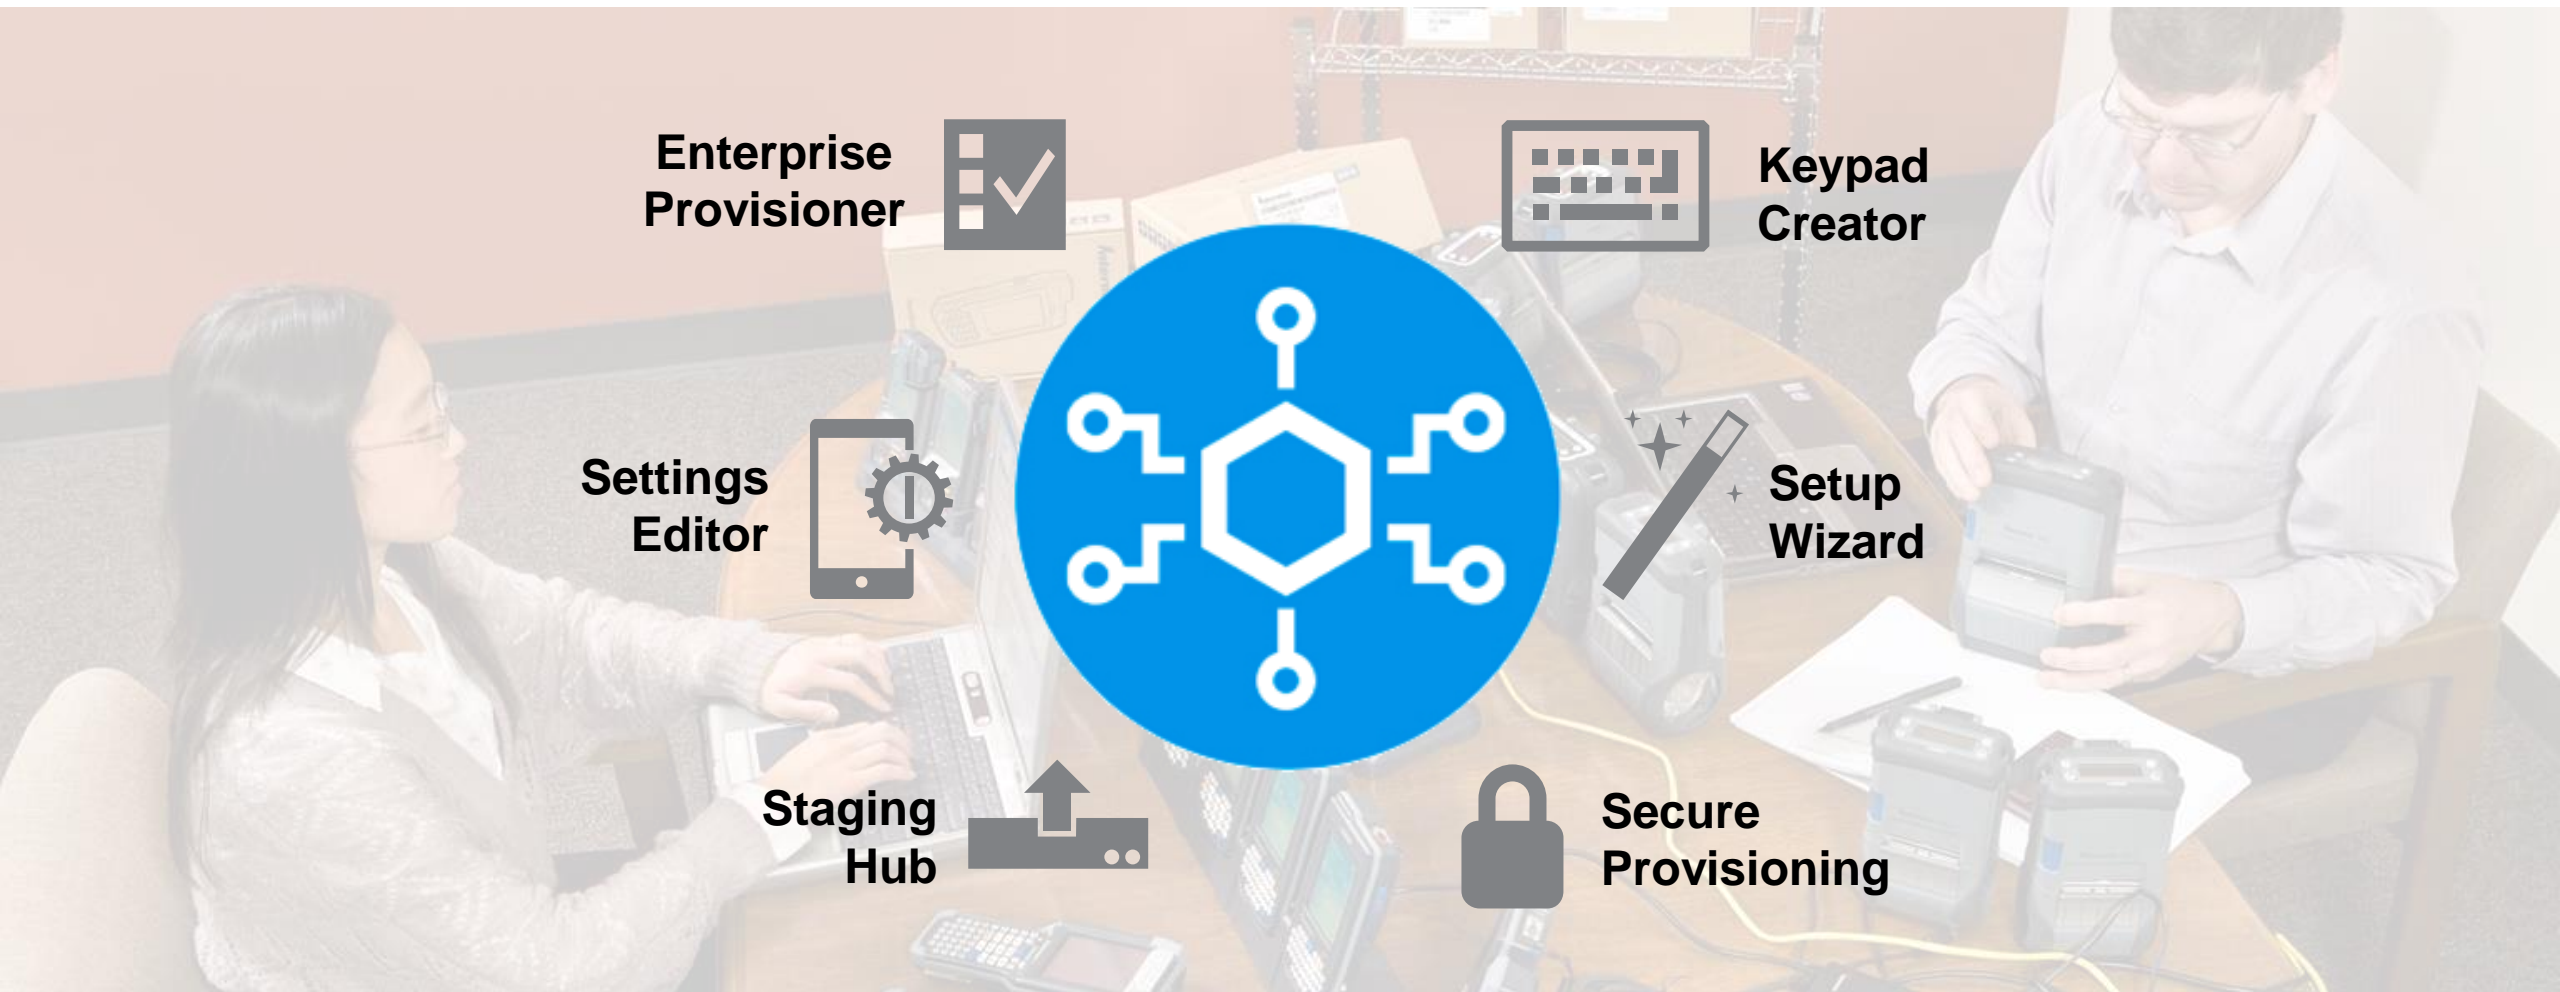 Enterprise
Provisioner
Keypad
Creator
Settings
Editor
Setup
Wizard
Staging
Hub
Secure
Provisioning